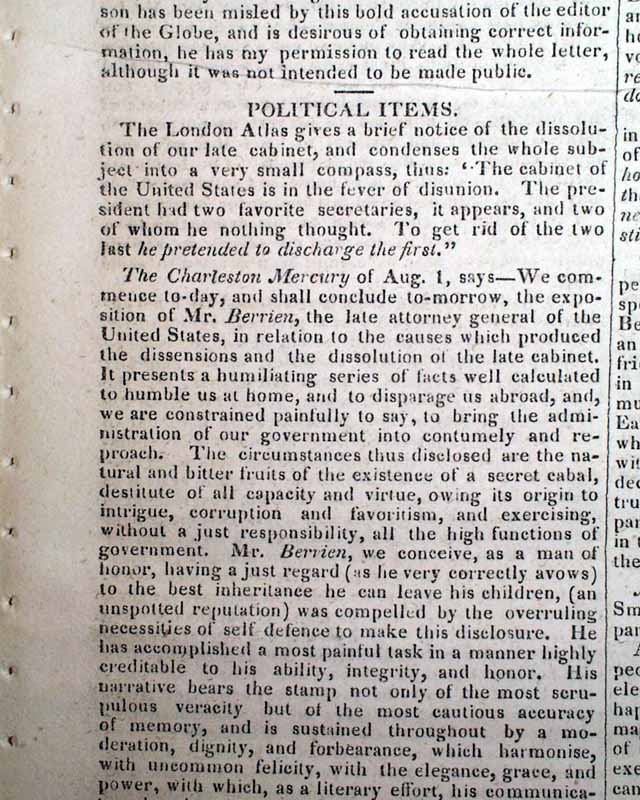 son has been misled by this bold accusation of the editor
of the Globe, and is desirous of obtaining correct infor-
mation, he has my permission to read the whole letter,
although it was not intended to be made public.
POLITICAL ITEMS.
The London Atlas gives a brief notice of the dissolu-
tion of our late cabinet, and condenses the whole sub-
ject into a very small compass, thus: "The cabinet of
the United States is in the fever of disunion. The pre-
sident had two favorite secretaries, it appears, and two
of whom he nothing thought. To get rid of the two
last he pretended to discharge the first."
The Charleston Mercury of Aug. 1, says—We com-
mence to-day, and shall conclude to-morrow, the expo-
sition of Mr. Berrien, the late attorney general of the
United States, in relation to the causes which produced
the dissensions and the dissolution of the late cabinet.
It presents a humiliating series of facts well calculated
to humble us at home, and to disparage us abroad, and,
we are constrained painfully to say, to bring the admi-
nistration of our government into contumely and re-
proach. The circumstances thus disclosed are the na-
tural and bitter fruits of the existence of a secret cabal,
destitute of all capacity and virtue, owing its origin to
intrigue, corruption and favoritism, and exercising,
without a just responsibility, all the high functions of
government. Mr. Berrien, we conceive, as a man of
honor, having a just regard (as he very correctly avows)
to the best inheritance he can leave his children, (an
unspotted reputation) was compelled by the overruling
necessities of self defence to make this disclosure. He
has accomplished a most painful task in a manner highly
creditable to his ability, integrity, and honor. His
narrative bears the stamp not only of the most scru-
pulous veracity but of the most cautious accuracy
of memory, and is sustained throughout by a mo-
deration, dignity, and forbearance, which harmonise,
with uncommon felicity, with the elegance, grace, and
power, with which, as a literary effort, his communica-